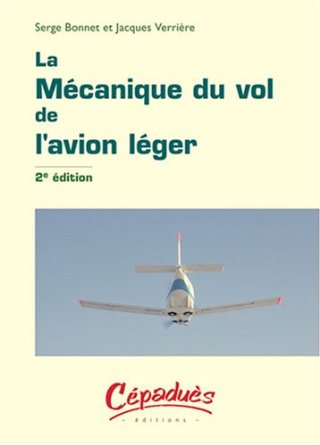 Serge Bonnet et Jacques Verrière
La
Mécanique du vol
de
l'avion léger
2e édition
Cépaduès
éditions